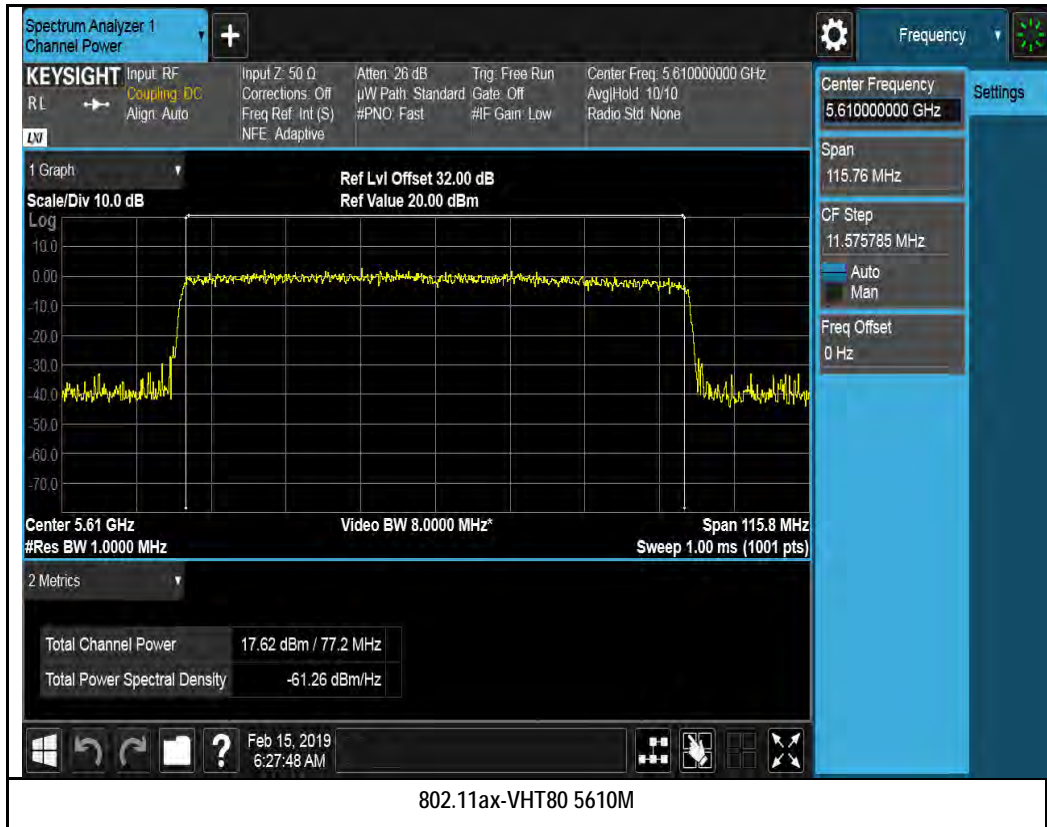 Spectrum Analyzer 1
Channel Power
+
Frequency
KEYSIGHT
RL
LXI
Input: RF
Coupling: DC
Align: Auto
Input Z: 50 Ω
Corrections: Off
Freq Ref: Int (S)
NFE: Adaptive
Atten: 26 dB
µW Path: Standard
#PNO: Fast
Trig: Free Run
Gate: Off
#IF Gain: Low
Center Freq: 5.610000000 GHz
Avg|Hold: 10/10
Radio Std: None
Center Frequency
5.610000000 GHz
Settings
Span
115.76 MHz
CF Step
11.575785 MHz
Auto
Man
Freq Offset
0 Hz
1 Graph
Scale/Div 10.0 dB
Ref Lvl Offset 32.00 dB
Ref Value 20.00 dBm
Log
10.0
0.00
-10.0
-20.0
-30.0
-40.0
-50.0
-60.0
-70.0
Center 5.61 GHz
Video BW 8.0000 MHz*
Span 115.8 MHz
#Res BW 1.0000 MHz
Sweep 1.00 ms (1001 pts)
2 Metrics
Total Channel Power 17.62 dBm / 77.2 MHz
Total Power Spectral Density -61.26 dBm/Hz
?
Feb 15, 2019
6:27:48 AM
802.11ax-VHT80 5610M